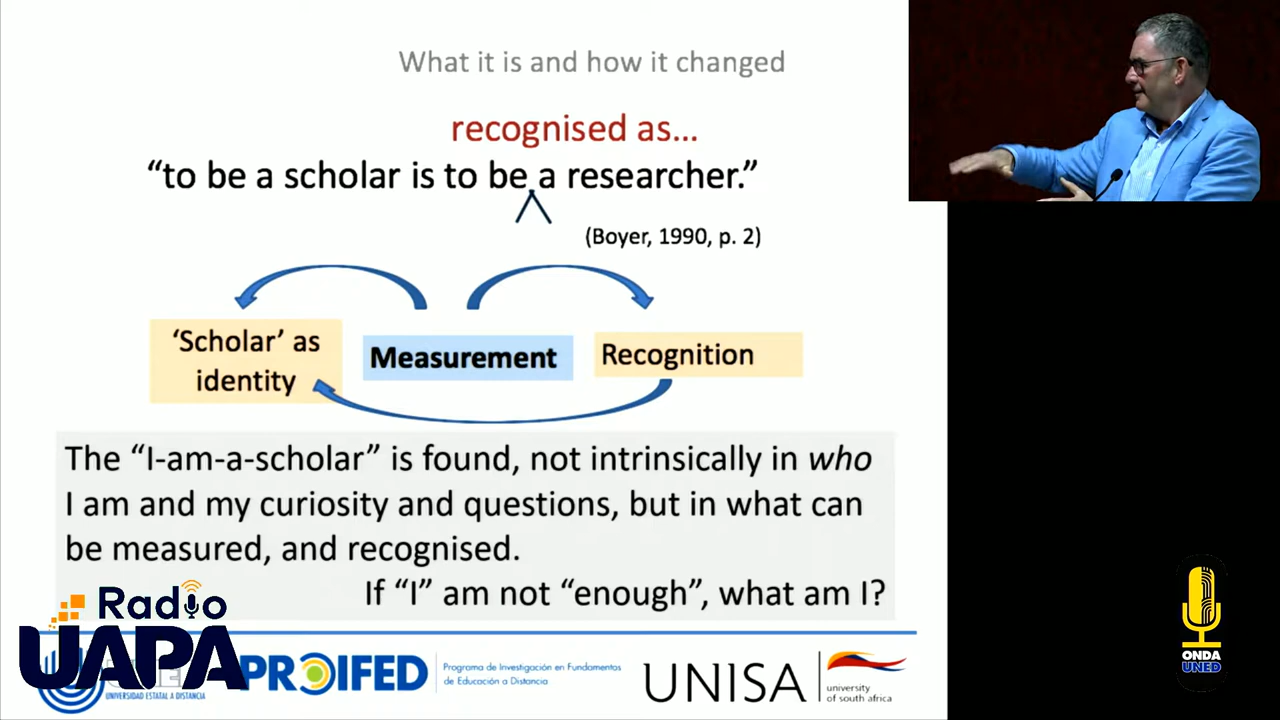 What it is and how it changed
recognised as...
“to be a scholar is to be a researcher.”
(Boyer, 1990, p. 2)
‘Scholar’ as
identity
Measurement
Recognition
The “I-am-a-scholar” is found, not intrinsically in who
I am and my curiosity and questions, but in what can
be measured, and recognised.
If “I” am not “enough”, what am I?
Radio
UAPA
UNIVERSIDAD ESTATAL A DISTANCIA
PROIFED
Programa de Investigación en Fundamentos
de Educación a Distancia
UNISA
university
of south africa
ONDA
UNED